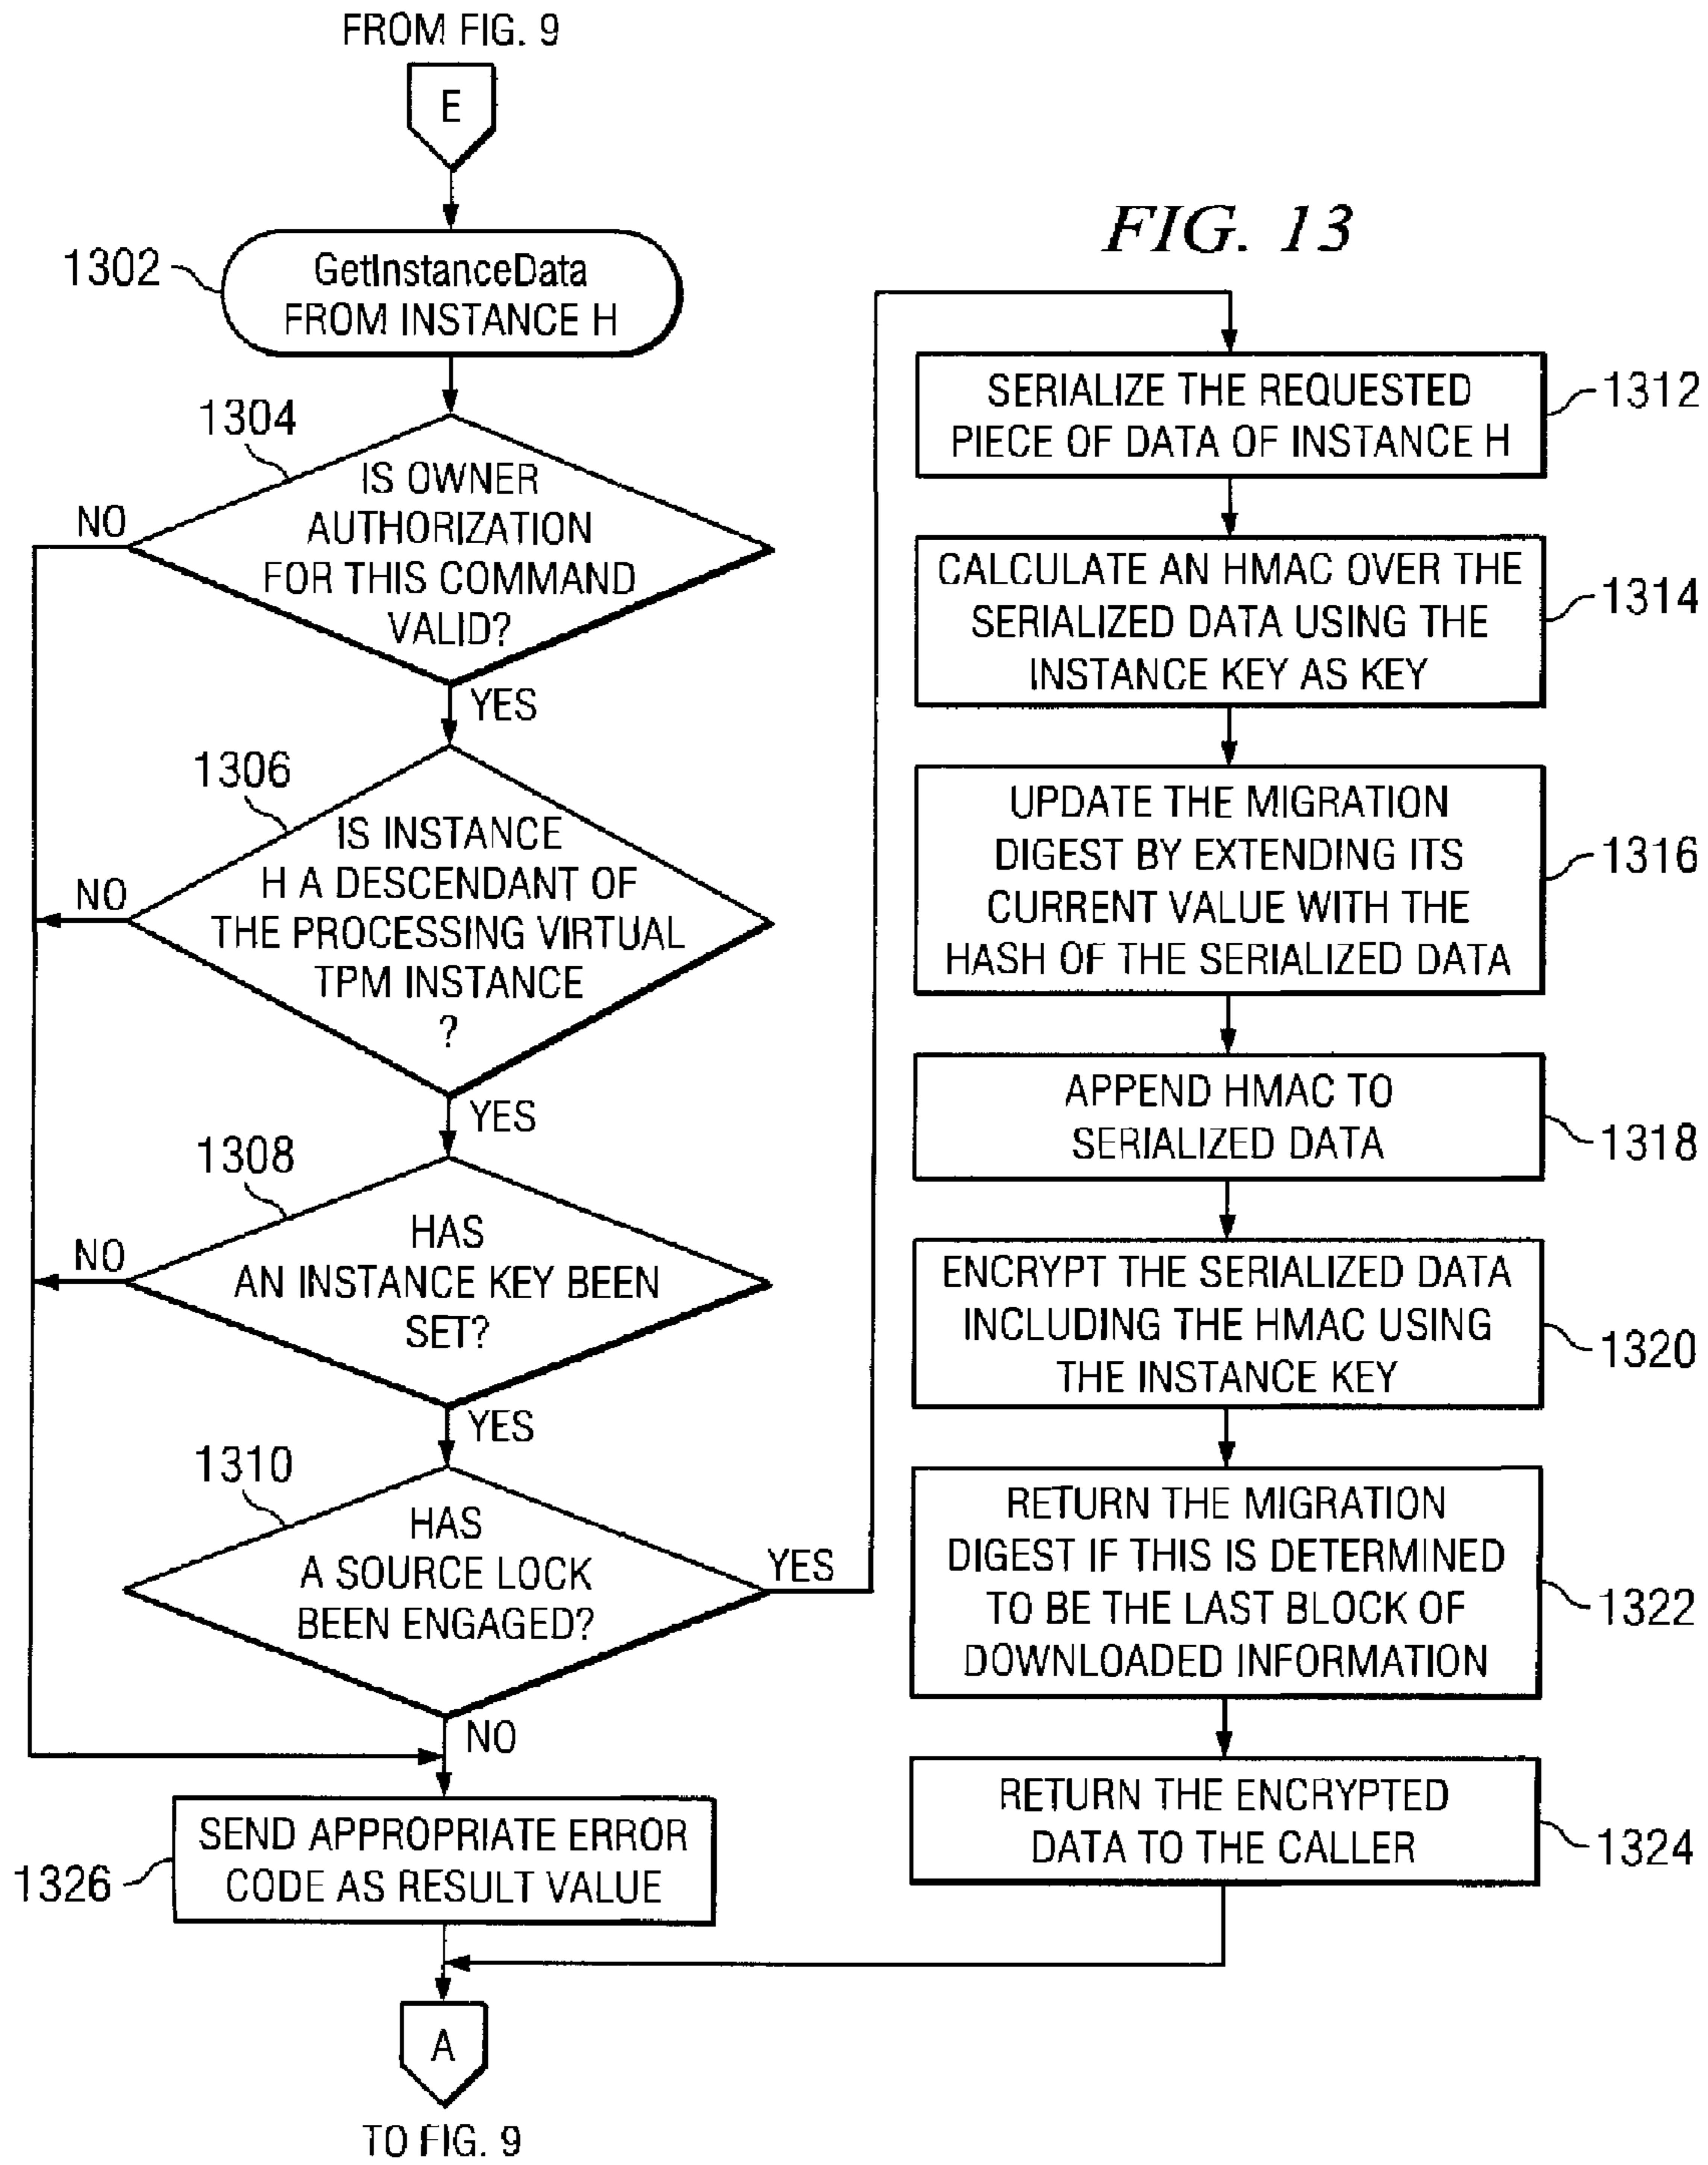 FROM FIG. 9
E
FIG. 13
1302
GetInstanceData
FROM INSTANCE H
1304
IS OWNER
AUTHORIZATION
FOR THIS COMMAND
VALID?
NO
YES
1306
IS INSTANCE
H A DESCENDANT OF
THE PROCESSING VIRTUAL
TPM INSTANCE
?
NO
YES
1308
HAS
AN INSTANCE KEY BEEN
SET?
NO
YES
1310
HAS
A SOURCE LOCK
BEEN ENGAGED?
YES
NO
1326
SEND APPROPRIATE ERROR
CODE AS RESULT VALUE
A
TO FIG. 9
SERIALIZE THE REQUESTED
PIECE OF DATA OF INSTANCE H
1312
CALCULATE AN HMAC OVER THE
SERIALIZED DATA USING THE
INSTANCE KEY AS KEY
1314
UPDATE THE MIGRATION
DIGEST BY EXTENDING ITS
CURRENT VALUE WITH THE
HASH OF THE SERIALIZED DATA
1316
APPEND HMAC TO
SERIALIZED DATA
1318
ENCRYPT THE SERIALIZED DATA
INCLUDING THE HMAC USING
THE INSTANCE KEY
1320
RETURN THE MIGRATION
DIGEST IF THIS IS DETERMINED
TO BE THE LAST BLOCK OF
DOWNLOADED INFORMATION
1322
RETURN THE ENCRYPTED
DATA TO THE CALLER
1324